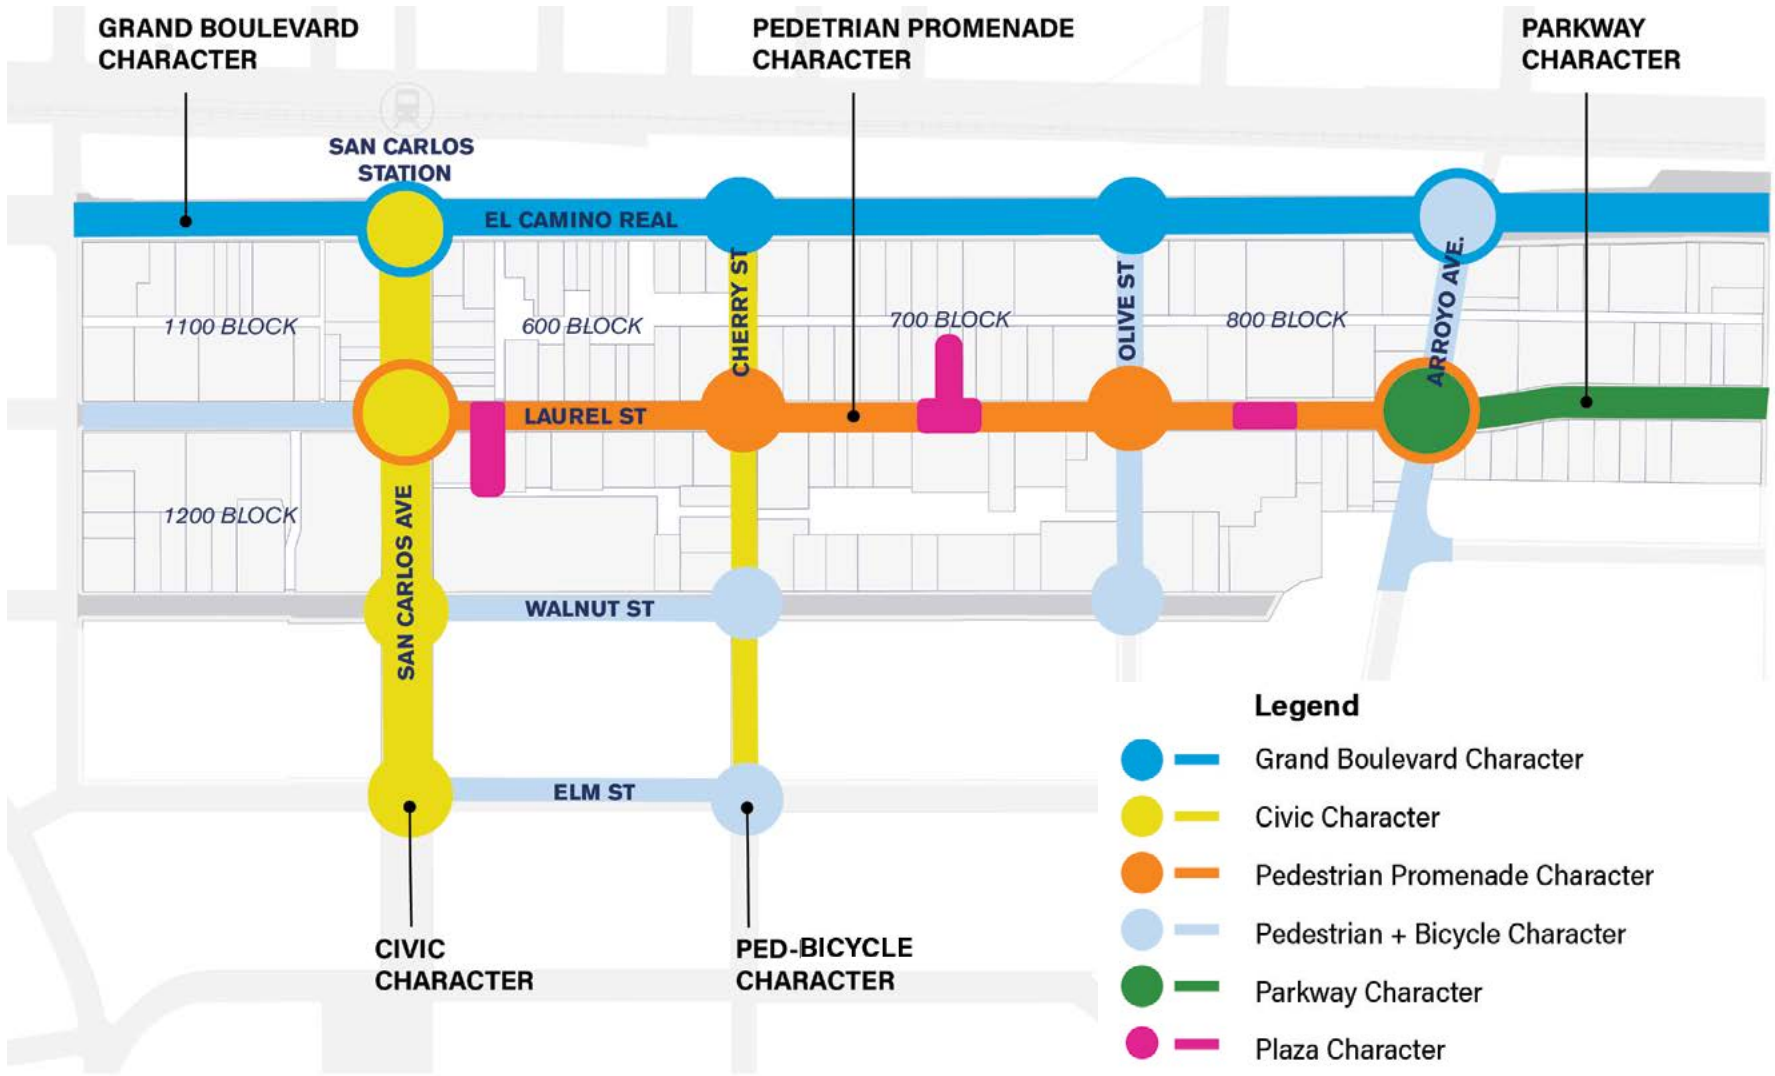 GRAND BOULEVARD
CHARACTER
PEDETRIAN PROMENADE
CHARACTER
PARKWAY
CHARACTER
SAN CARLOS
STATION
EL CAMINO REAL
CHERRY ST
OLIVE ST
ARROYO AVE.
1100 BLOCK
600 BLOCK
700 BLOCK
800 BLOCK
LAUREL ST
1200 BLOCK
SAN CARLOS AVE
WALNUT ST
ELM ST
CIVIC
CHARACTER
PED-BICYCLE
CHARACTER
Legend
Grand Boulevard Character
Civic Character
Pedestrian Promenade Character
Pedestrian + Bicycle Character
Parkway Character
Plaza Character